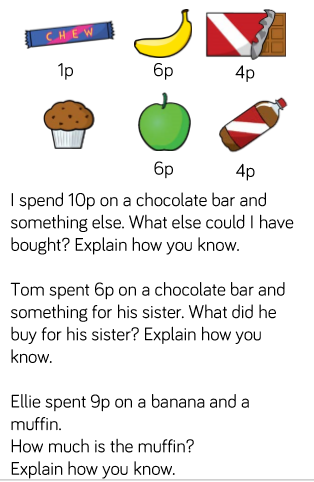 CHEW
1p 6p 4p
6p 4p
I spend 10p on a chocolate bar and
something else. What else could I have
bought? Explain how you know.
Tom spent 6p on a chocolate bar and
something for his sister. What did he
buy for his sister? Explain how you
know.
Ellie spent 9p on a banana and a
muffin.
How much is the muffin?
Explain how you know.